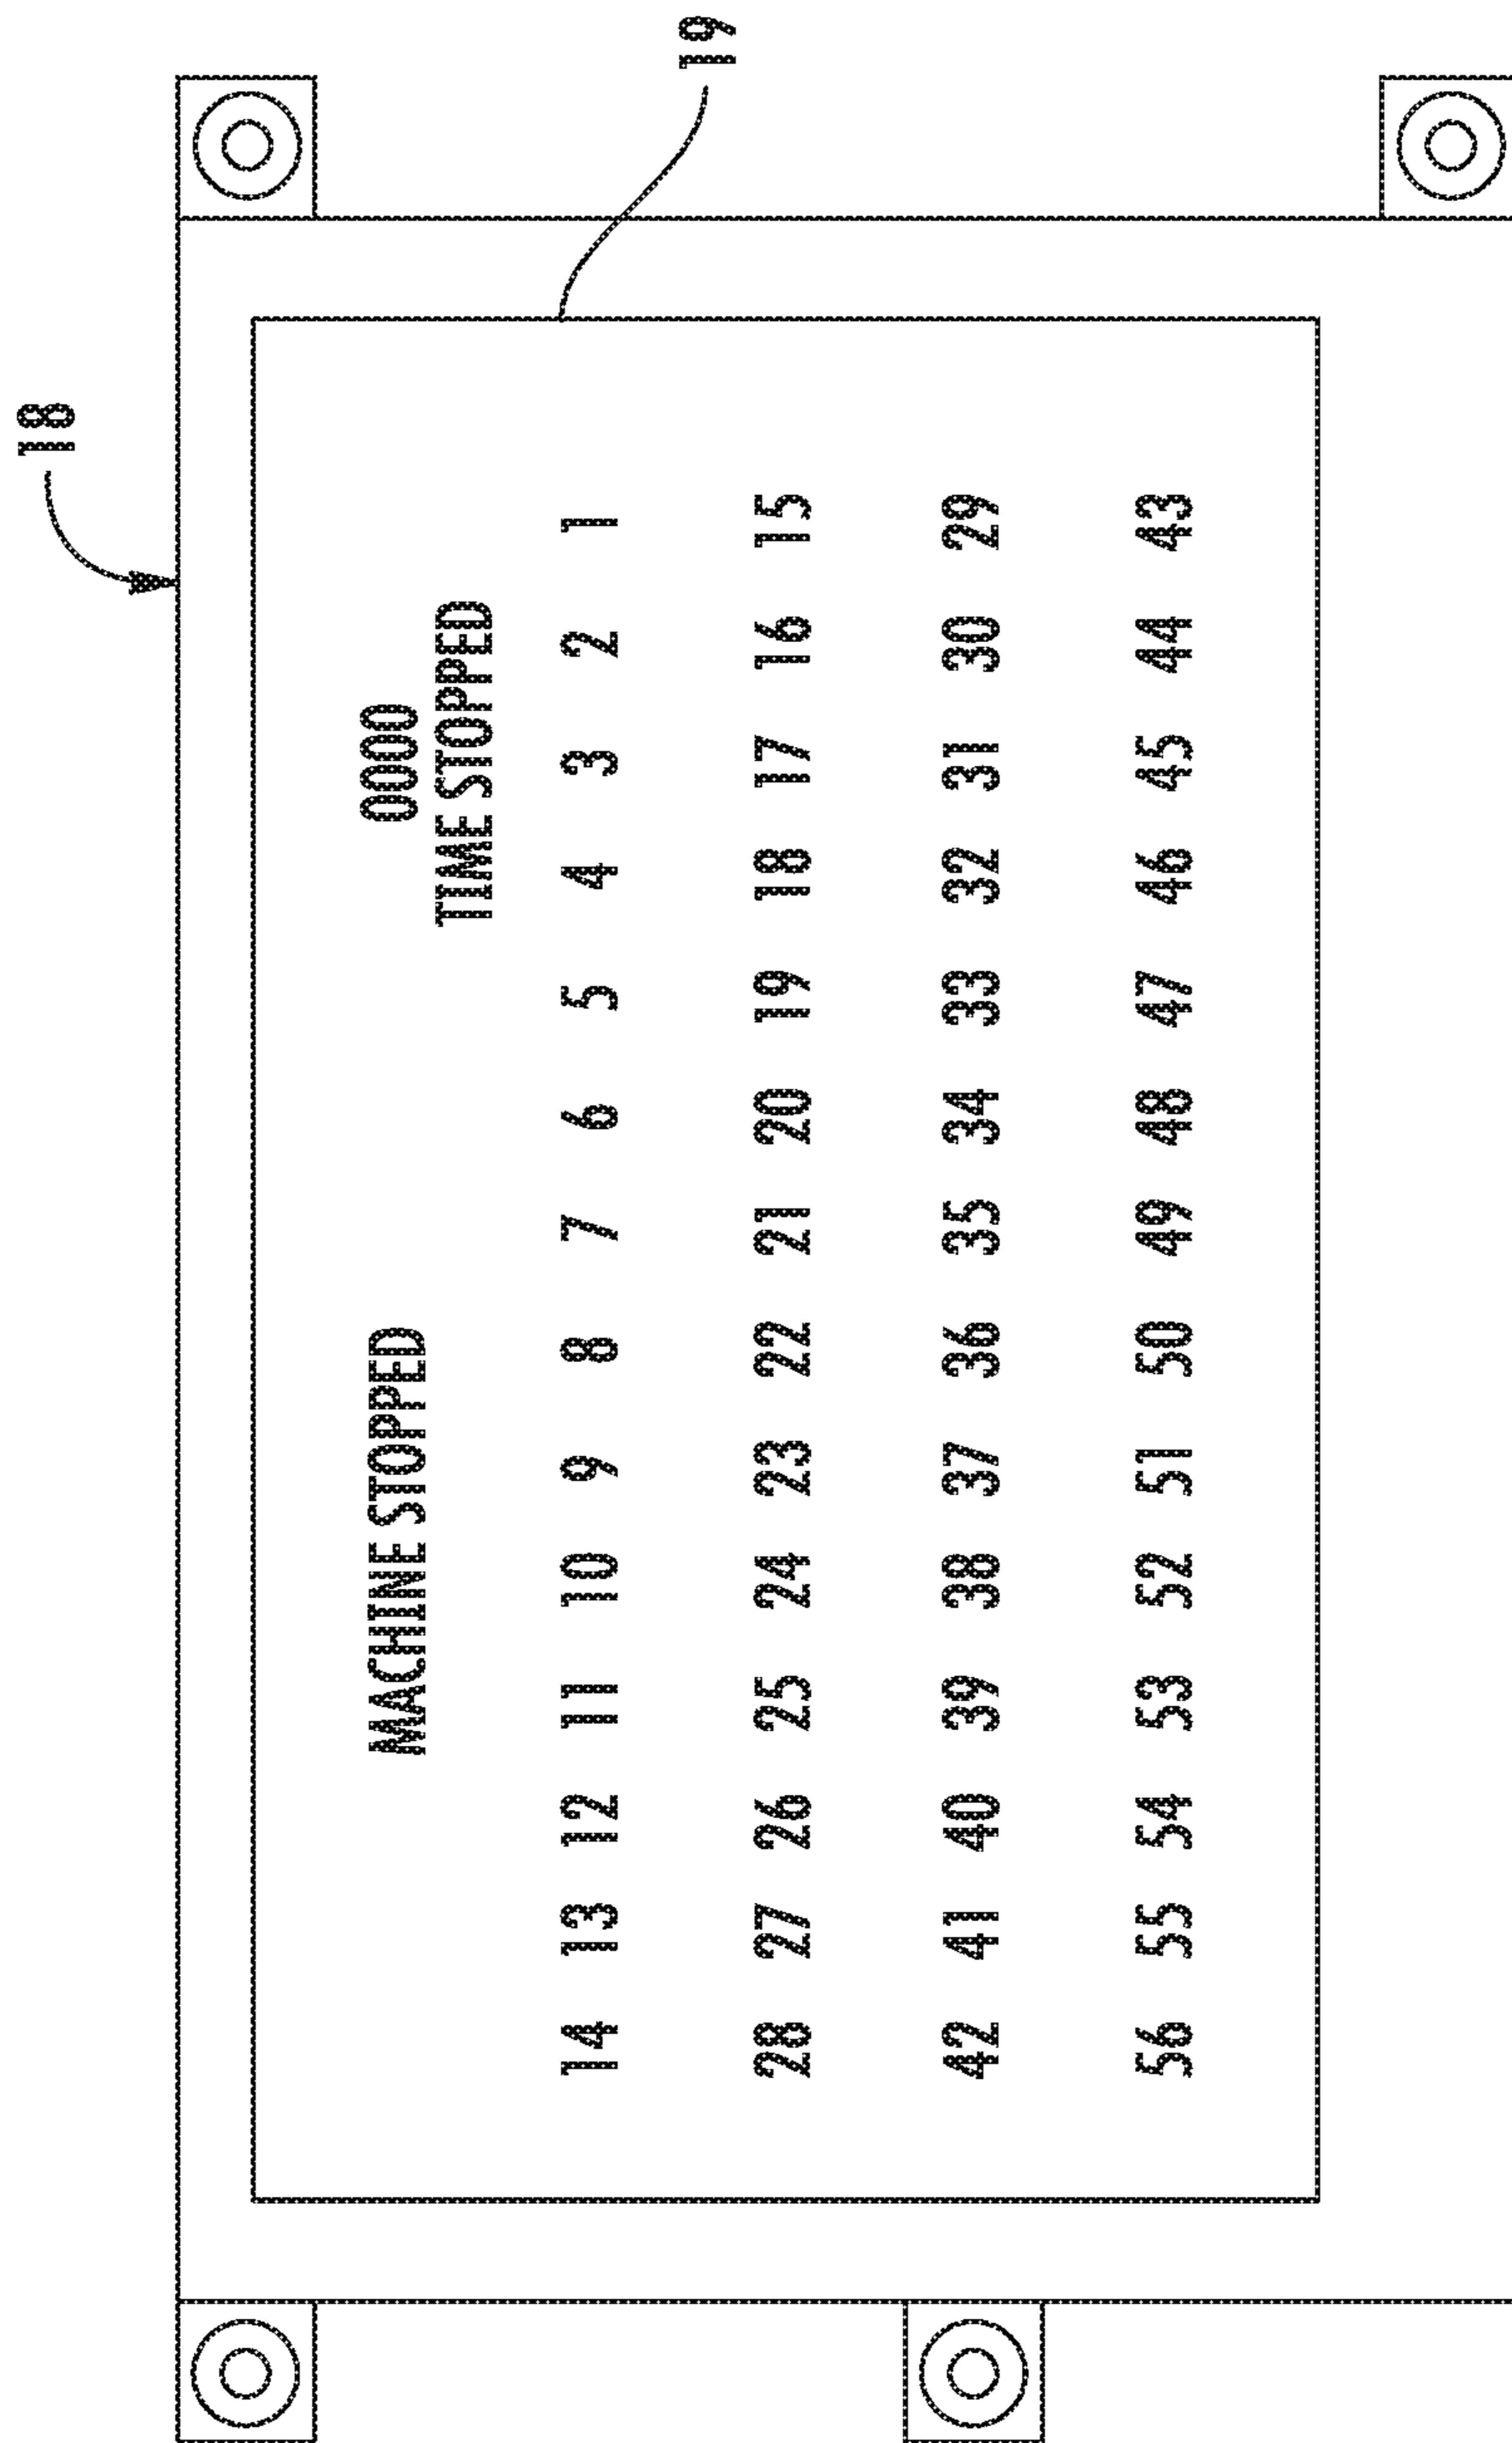 18
MACHINE STOPPED 0000
TIME STOPPED
14 13 12 11 10 9 8 7 6 5 4 3 2 1
19
28 27 26 25 24 23 22 21 20 19 18 17 16 15
42 41 40 39 38 37 36 35 34 33 32 31 30 29
56 55 54 53 52 51 50 49 48 47 46 45 44 43